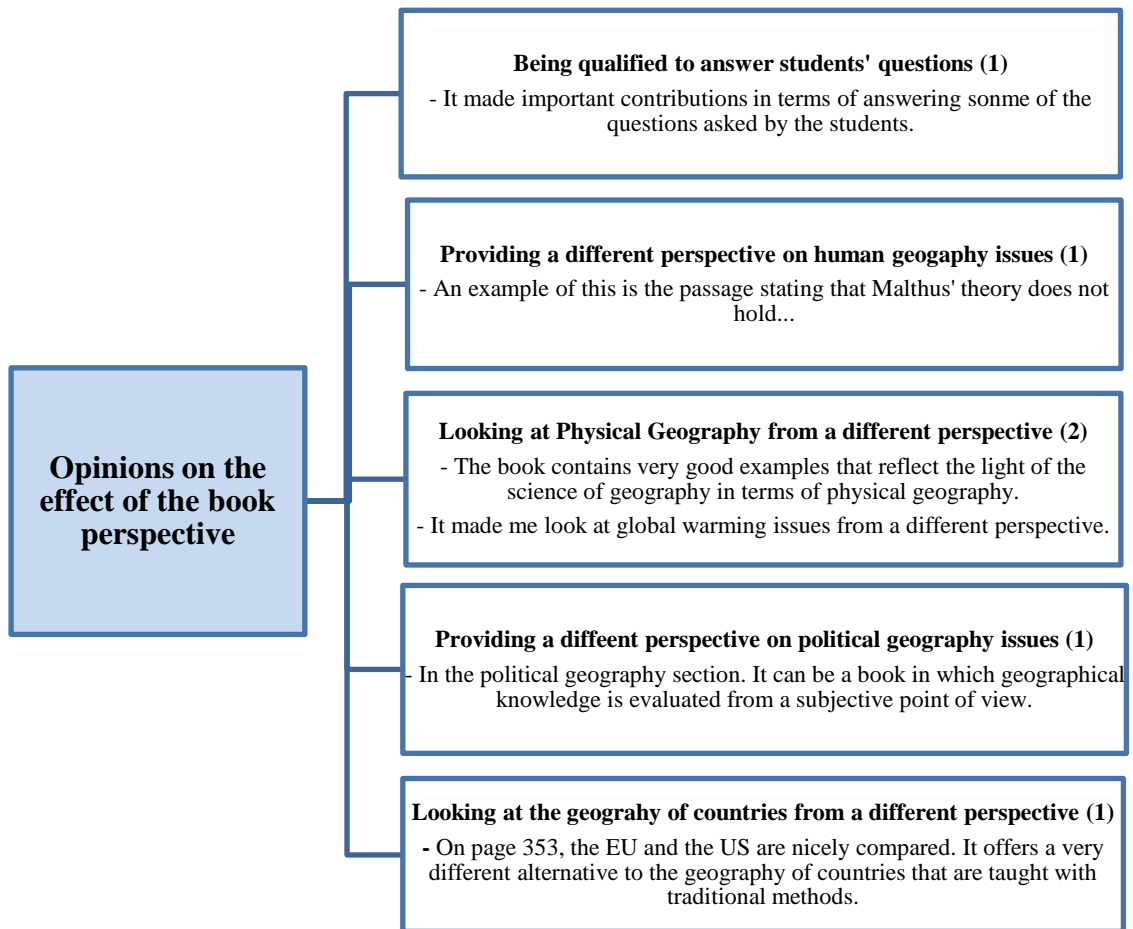 Being qualified to answer students' questions (1)
- It made important contributions in terms of answering sonme of the
questions asked by the students.
Providing a different perspective on human geogaphy issues (1)
- An example of this is the passage stating that Malthus' theory does not
hold...
Opinions on the
effect of the book
perspective
Looking at Physical Geography from a different perspective (2)
- The book contains very good examples that reflect the light of the
science of geography in terms of physical geography.
- It made me look at global warming issues from a different perspective.
Providing a diffeent perspective on political geography issues (1)
- In the political geography section. It can be a book in which geographical
knowledge is evaluated from a subjective point of view.
Looking at the geograhy of countries from a different perspective (1)
- On page 353, the EU and the US are nicely compared. It offers a very
different alternative to the geography of countries that are taught with
traditional methods.